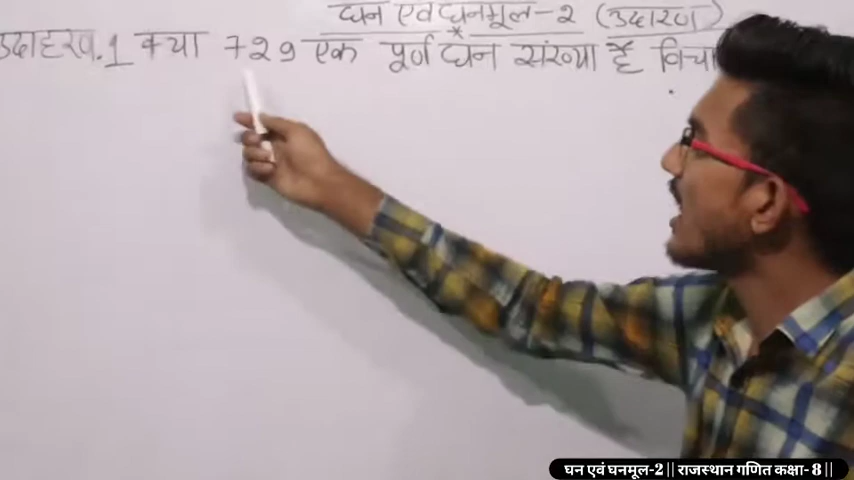 घन एवं घनमूल-2 (उदारण)
उदाहरण.1 क्या 729 एक पूर्ण घन संख्या है
घन एवं घनमूल-2 || राजस्थान गणित कक्षा- 8 ||